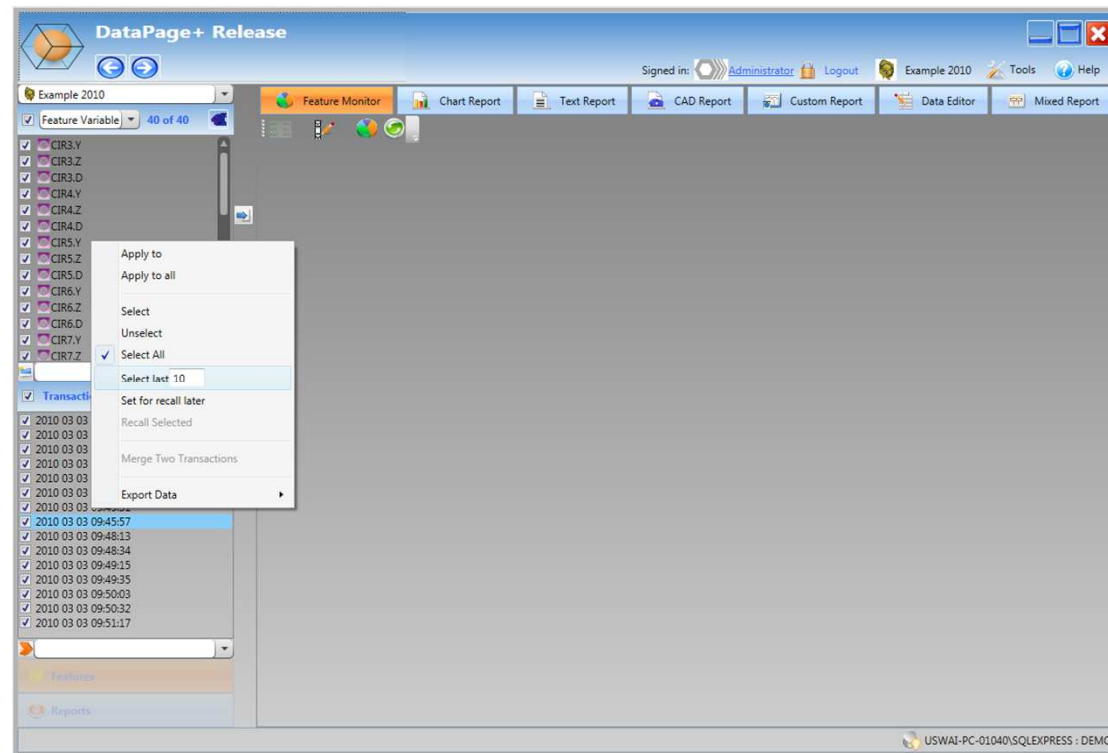 DataPage+ Release
Signed in: Administrator Logout Example 2010 Tools Help
Example 2010
Feature Variable 40 of 40
Feature Monitor Chart Report Text Report CAD Report Custom Report Data Editor Mixed Report
CIR3.Y
CIR3.Z
CIR3.D
CIR4.Y
CIR4.Z
CIR4.D
CIR5.Y
CIR5.Z
CIR5.D
CIR6.Y
CIR6.Z
CIR6.D
CIR7.Y
CIR7.Z
Apply to
Apply to all
Select
Unselect
Select All
Select last 10
Set for recall later
Recall Selected
Merge Two Transactions
Export Data
2010 03 03
2010 03 03
2010 03 03
2010 03 03
2010 03 03
2010 03 03
2010 03 03
2010 03 03 09:45:57
2010 03 03 09:48:13
2010 03 03 09:48:34
2010 03 03 09:49:15
2010 03 03 09:49:35
2010 03 03 09:50:03
2010 03 03 09:50:32
2010 03 03 09:51:17
Features
Reports
USWAI-PC-01040\SQLEXPRESS : DEMO